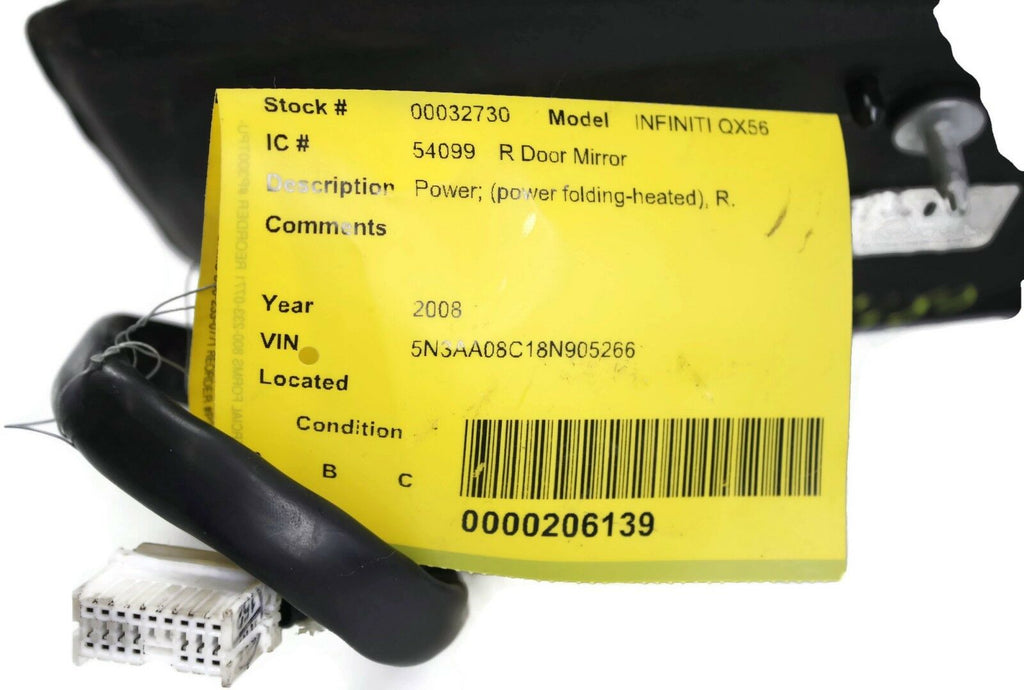 Stock # 00032730 Model INFINITI QX56
IC # 54099 R Door Mirror
Description Power; (power folding-heated), R.
Comments
Year 2008
VIN 5N3AA08C18N905266
Located
Condition
B C
0000206139